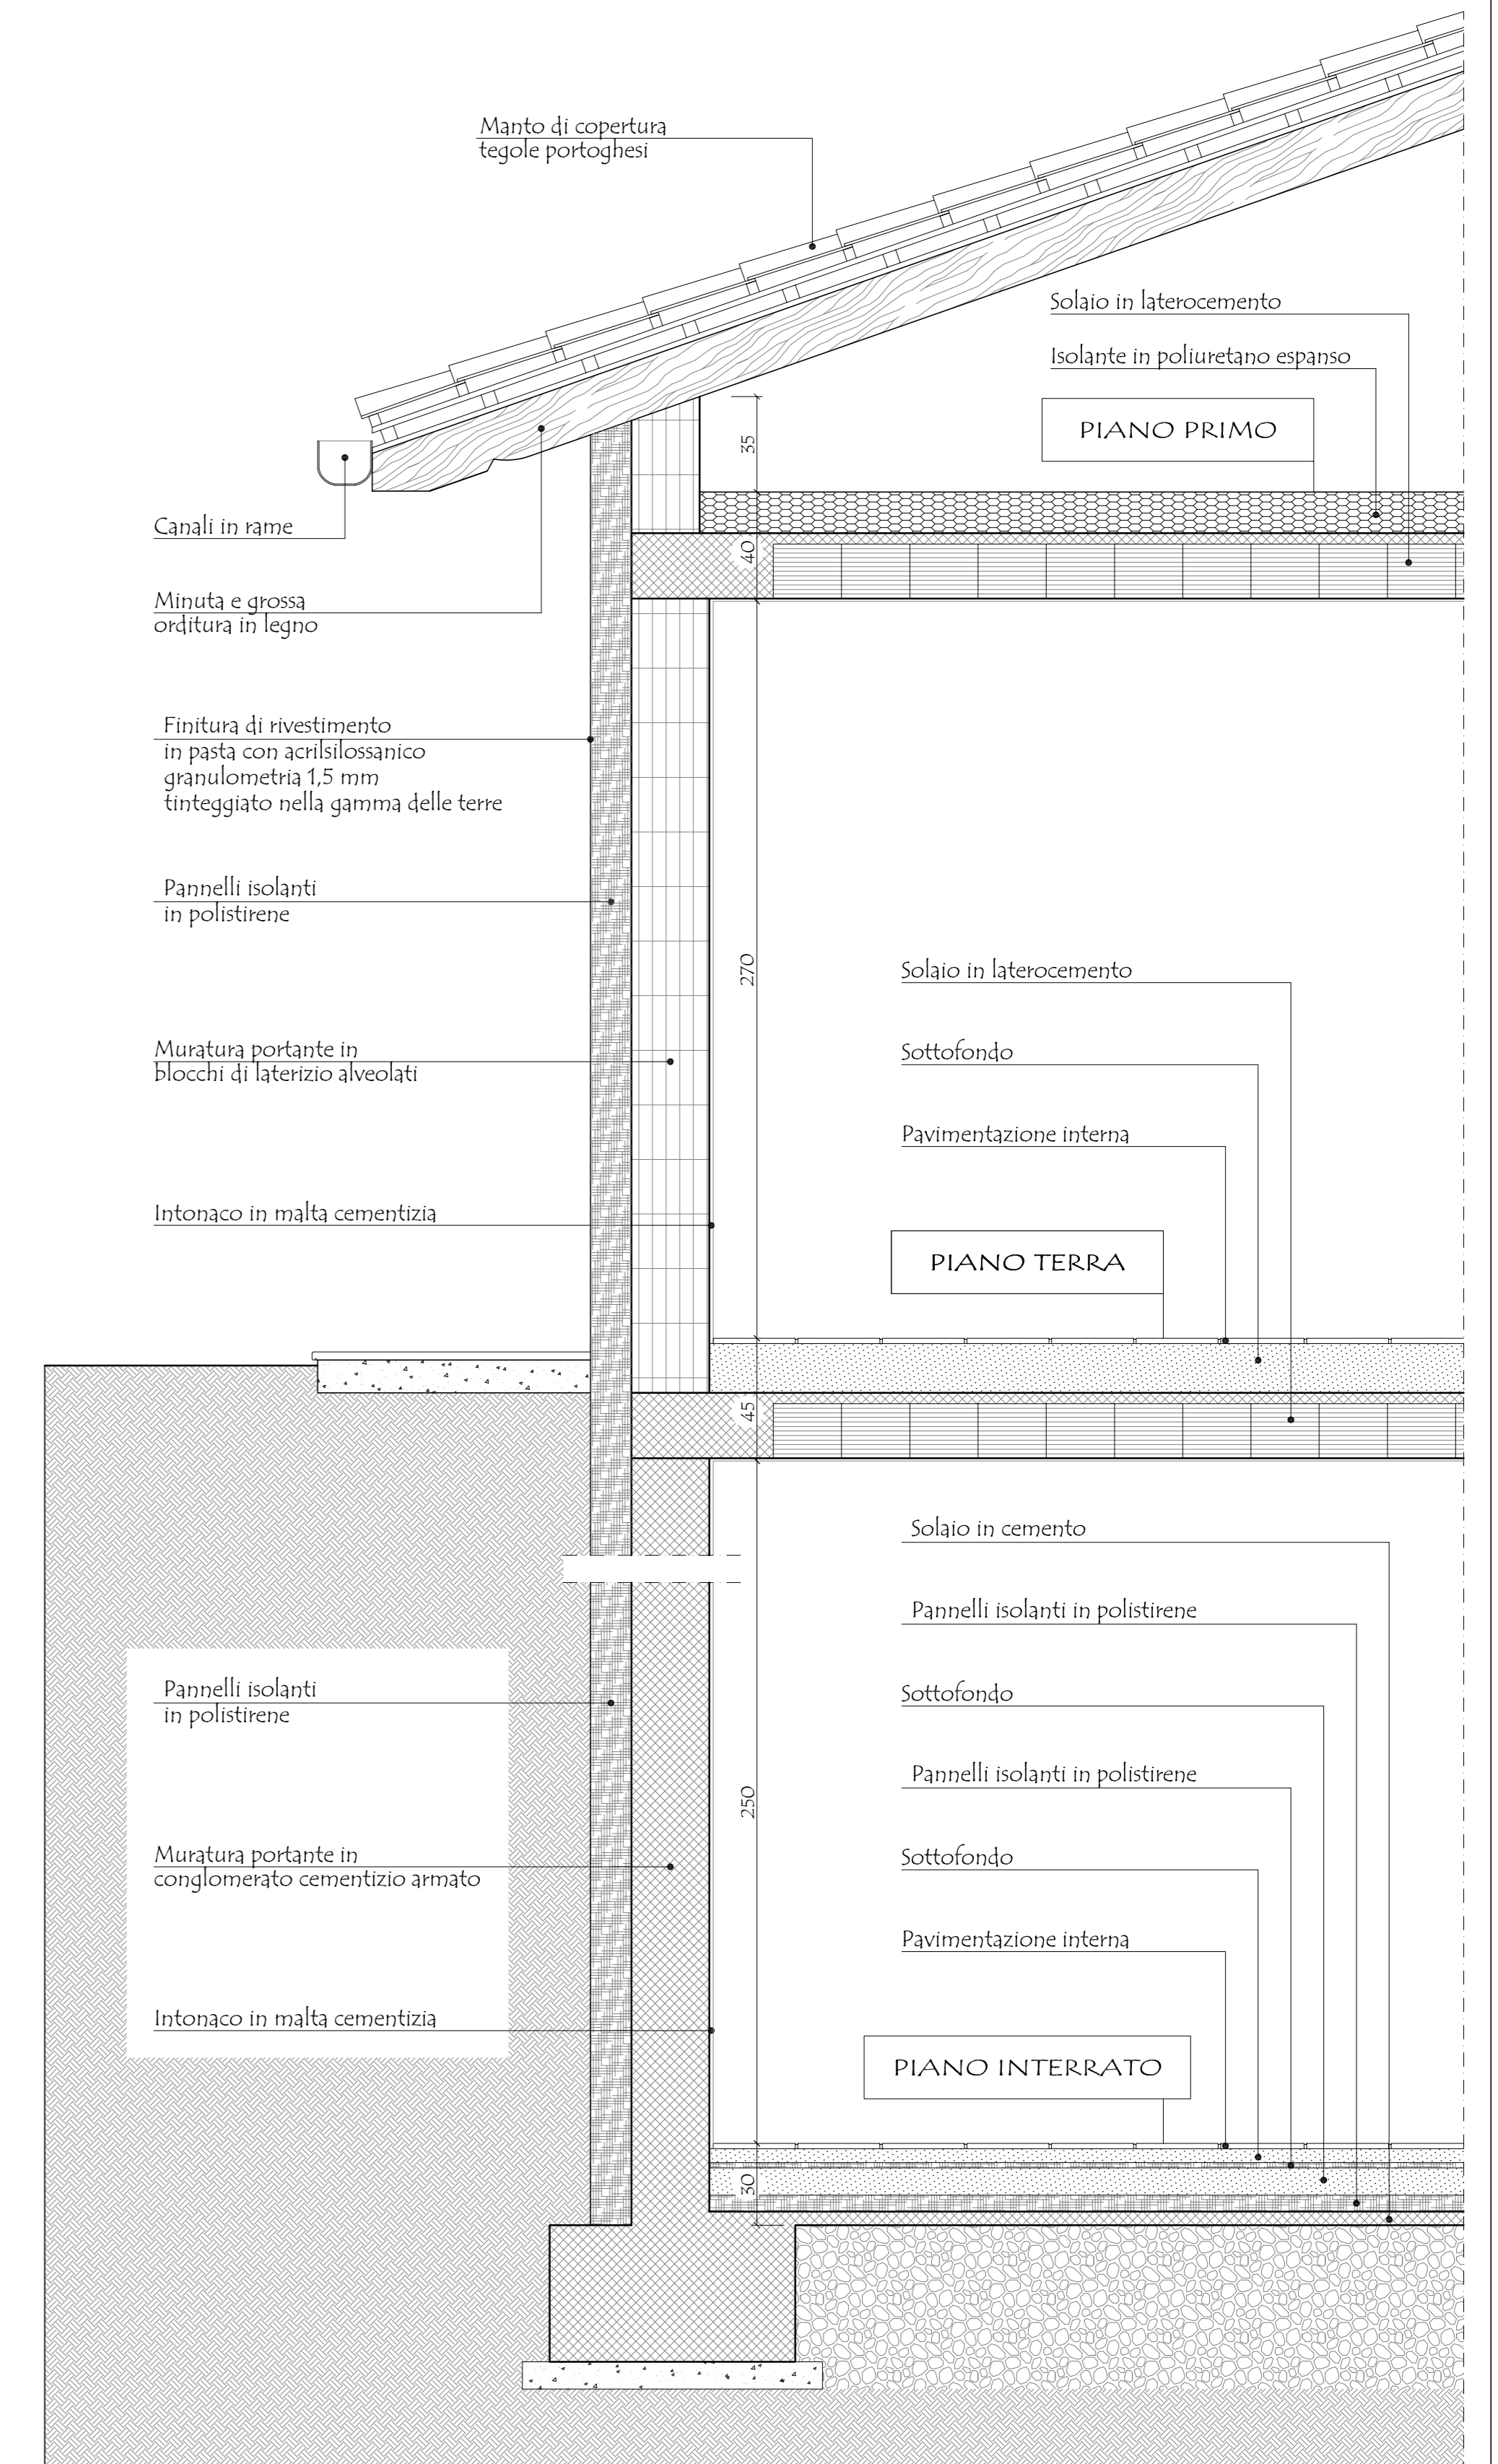 Manto di copertura
tegole portoghesi
Solaio in laterocemento
Isolante in poliuretano espanso
PIANO PRIMO
35
Canali in rame
40
Minuta e grossa
orditura in legno
Finitura di rivestimento
in pasta con acrilsilossanico
granulometria 1,5 mm
tinteggiato nella gamma delle terre
Pannelli isolanti
in polistirene
270
Solaio in laterocemento
Sottofondo
Muratura portante in
blocchi di laterizio alveolati
Pavimentazione interna
Intonaco in malta cementizia
PIANO TERRA
45
Solaio in cemento
Pannelli isolanti in polistirene
Pannelli isolanti
in polistirene
Sottofondo
Pannelli isolanti in polistirene
250
Muratura portante in
conglomerato cementizio armato
Sottofondo
Pavimentazione interna
Intonaco in malta cementizia
PIANO INTERRATO
30